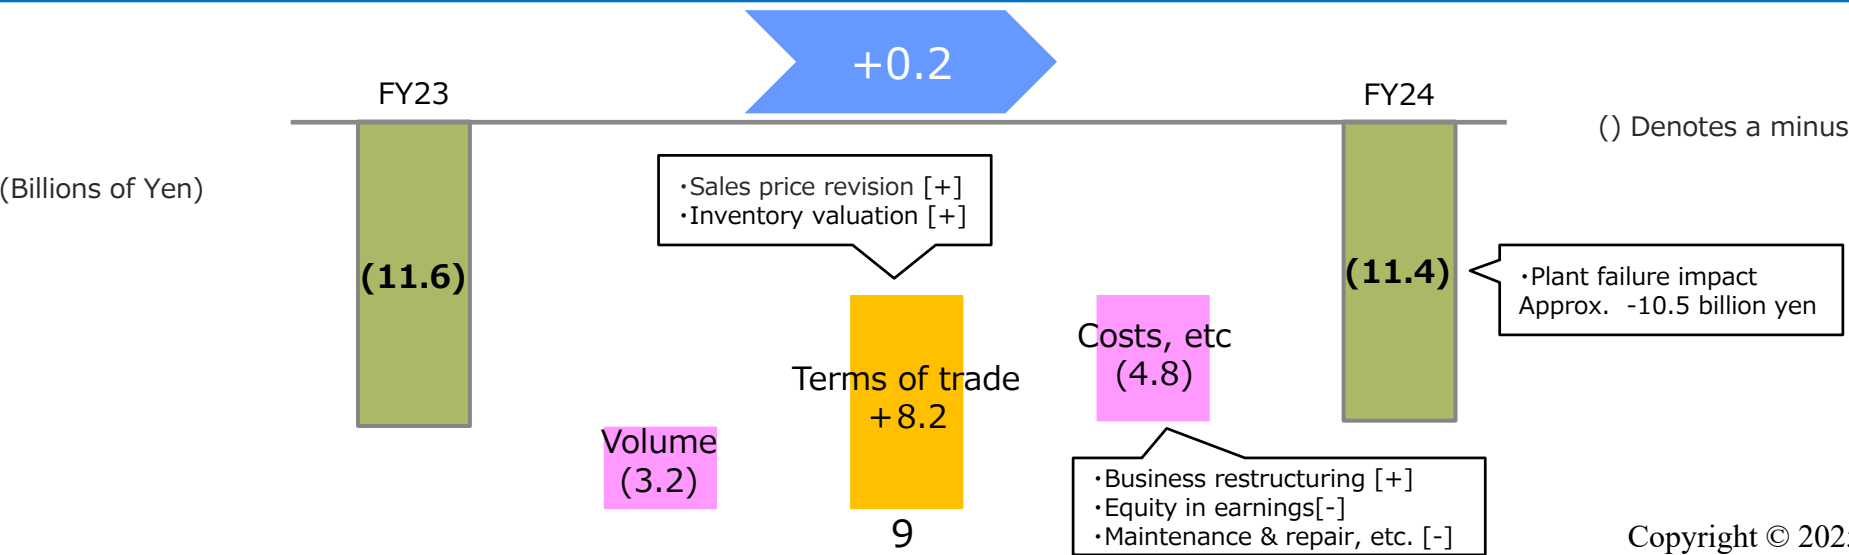 +0.2
FY23
FY24
() Denotes a minus
(Billions of Yen)
・Sales price revision [+]
・Inventory valuation [+]
(11.6)
(11.4)
・Plant failure impact
Approx. -10.5 billion yen
Costs, etc
(4.8)
Terms of trade
+8.2
Volume
(3.2)
・Business restructuring [+]
・Equity in earnings[-]
・Maintenance & repair, etc. [-]
9
Copyright ©